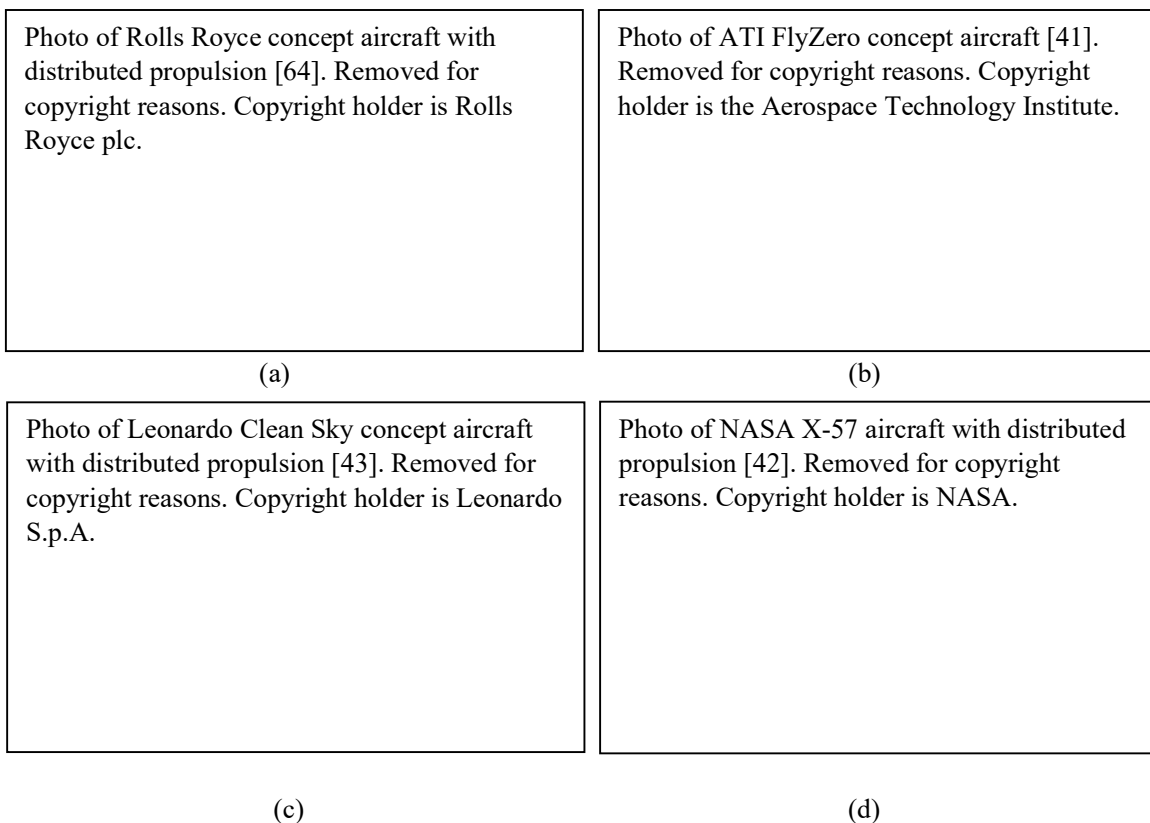 Photo of Rolls Royce concept aircraft with
distributed propulsion [64]. Removed for
copyright reasons. Copyright holder is Rolls
Royce plc.
Photo of ATI FlyZero concept aircraft [41].
Removed for copyright reasons. Copyright
holder is the Aerospace Technology Institute.
(a)
(b)
Photo of Leonardo Clean Sky concept aircraft
with distributed propulsion [43]. Removed for
copyright reasons. Copyright holder is Leonardo
S.p.A.
Photo of NASA X-57 aircraft with distributed
propulsion [42]. Removed for copyright
reasons. Copyright holder is NASA.
(c)
(d)